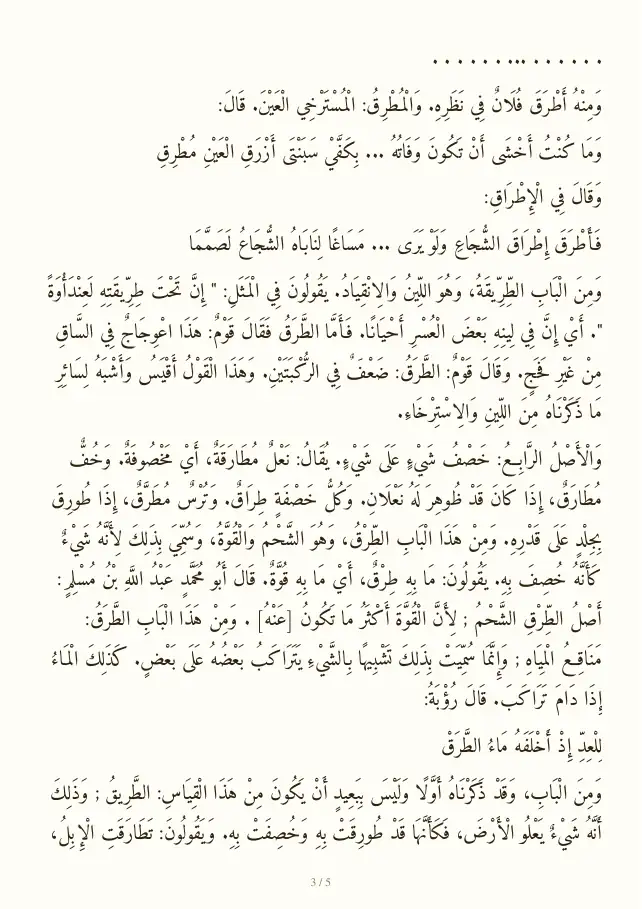 . . . . . . ... . . . . . .
وَمِنْهُ أَطْرَقَ فُلَانٌ فِي نَظَرِهِ. وَالْمُطْرِقُ: الْمُسْتَرْخِي الْعَيْنَ. قَالَ:
وَمَا كُنْتُ أَخْشَى أَنْ تَكُونَ وَفَاتُهُ ... بِكَفَّيْ سَبَنْتَى أَزْرَقِ الْعَيْنِ مُطْرِقِ
وَقَالَ فِي الْإِطْرَاقِ:
فَأَطْرَقَ إِطْرَاقَ الشُّجَاعِ وَلَوْ يَرَى ... مَسَاغًا لِنَابَاهُ الشُّجَاعُ لَصَمَّمَا
وَمِنَ الْبَابِ الطِّرِّيقَةُ، وَهُوَ اللِّينُ وَالِانْقِيَادُ. يَقُولُونَ فِي الْمَثَلِ: " إِنَّ تَحْتَ طِرِّيقَتِهِ لَعِنْدَأْوَةً
". أَيْ إِنَّ فِي لِينِهِ بَعْضَ الْعُسْرِ أَحْيَانًا. فَأَمَّا الطَّرَقُ فَقَالَ قَوْمٌ: هَذَا اعْوِجَاجٌ فِي السَّاقِ
مِنْ غَيْرِ فَحَجٍ. وَقَالَ قَوْمٌ: الطَّرَقُ: ضَعْفٌ فِي الرُّكْبَتَيْنِ. وَهَذَا الْقَوْلُ أَقْيَسُ وَأَشْبَهُ لِسَائِرِ
مَا ذَكَرْنَاهُ مِنَ اللِّينِ وَالِاسْتِرْخَاءِ.
وَالْأَصْلُ الرَّابِعُ: خَصْفُ شَيْءٍ عَلَى شَيْءٍ. يُقَالُ: نَعْلٌ مُطَارَقَةٌ، أَيْ مَخْصُوفَةٌ. وَخُفٌّ
مُطَارَقٌ، إِذَا كَانَ قَدْ ظُوهِرَ لَهُ نَعْلَانِ. وَكُلُّ خَصْفَةٍ طِرَاقٌ. وَتُرْسٌ مُطَرَّقٌ، إِذَا طُورِقَ
بِجِلْدٍ عَلَى قَدْرِهِ. وَمِنْ هَذَا الْبَابِ الطِّرْقُ، وَهُوَ الشَّحْمُ وَالْقُوَّةُ، وَسُمِّيَ بِذَلِكَ لِأَنَّهُ شَيْءٌ
كَأَنَّهُ خُصِفَ بِهِ. يَقُولُونَ: مَا بِهِ طِرْقٌ، أَيْ مَا بِهِ قُوَّةٌ. قَالَ أَبُو مُحَمَّدٍ عَبْدُ اللَّهِ بْنُ مُسْلِمٍ:
أَصْلُ الطِّرْقِ الشَّحْمُ ; لِأَنَّ الْقُوَّةَ أَكْثَرُ مَا تَكُونُ [عَنْهُ] . وَمِنْ هَذَا الْبَابِ الطَّرَقُ:
مَنَاقِعُ الْمِيَاهِ ; وَإِنَّمَا سُمِّيَتْ بِذَلِكَ تَشْبِيهًا بِالشَّيْءِ يَتَرَاكَبُ بَعْضُهُ عَلَى بَعْضٍ. كَذَلِكَ الْمَاءُ
إِذَا دَامَ تَرَاكَبَ. قَالَ رُؤْبَةُ:
لِلْعِدِّ إِذْ أَخْلَفَهُ مَاءُ الطَّرَقْ
وَمِنَ الْبَابِ، وَقَدْ ذَكَرْنَاهُ أَوَّلًا وَلَيْسَ بِبَعِيدٍ أَنْ يَكُونَ مِنْ هَذَا الْقِيَاسِ: الطَّرِيقُ ; وَذَلِكَ
أَنَّهُ شَيْءٌ يَعْلُو الْأَرْضَ، فَكَأَنَّهَا قَدْ طُورِقَتْ بِهِ وَخُصِفَتْ بِهِ. وَيَقُولُونَ: تَطَارَقَتِ الْإِبِلُ،
3 / 5